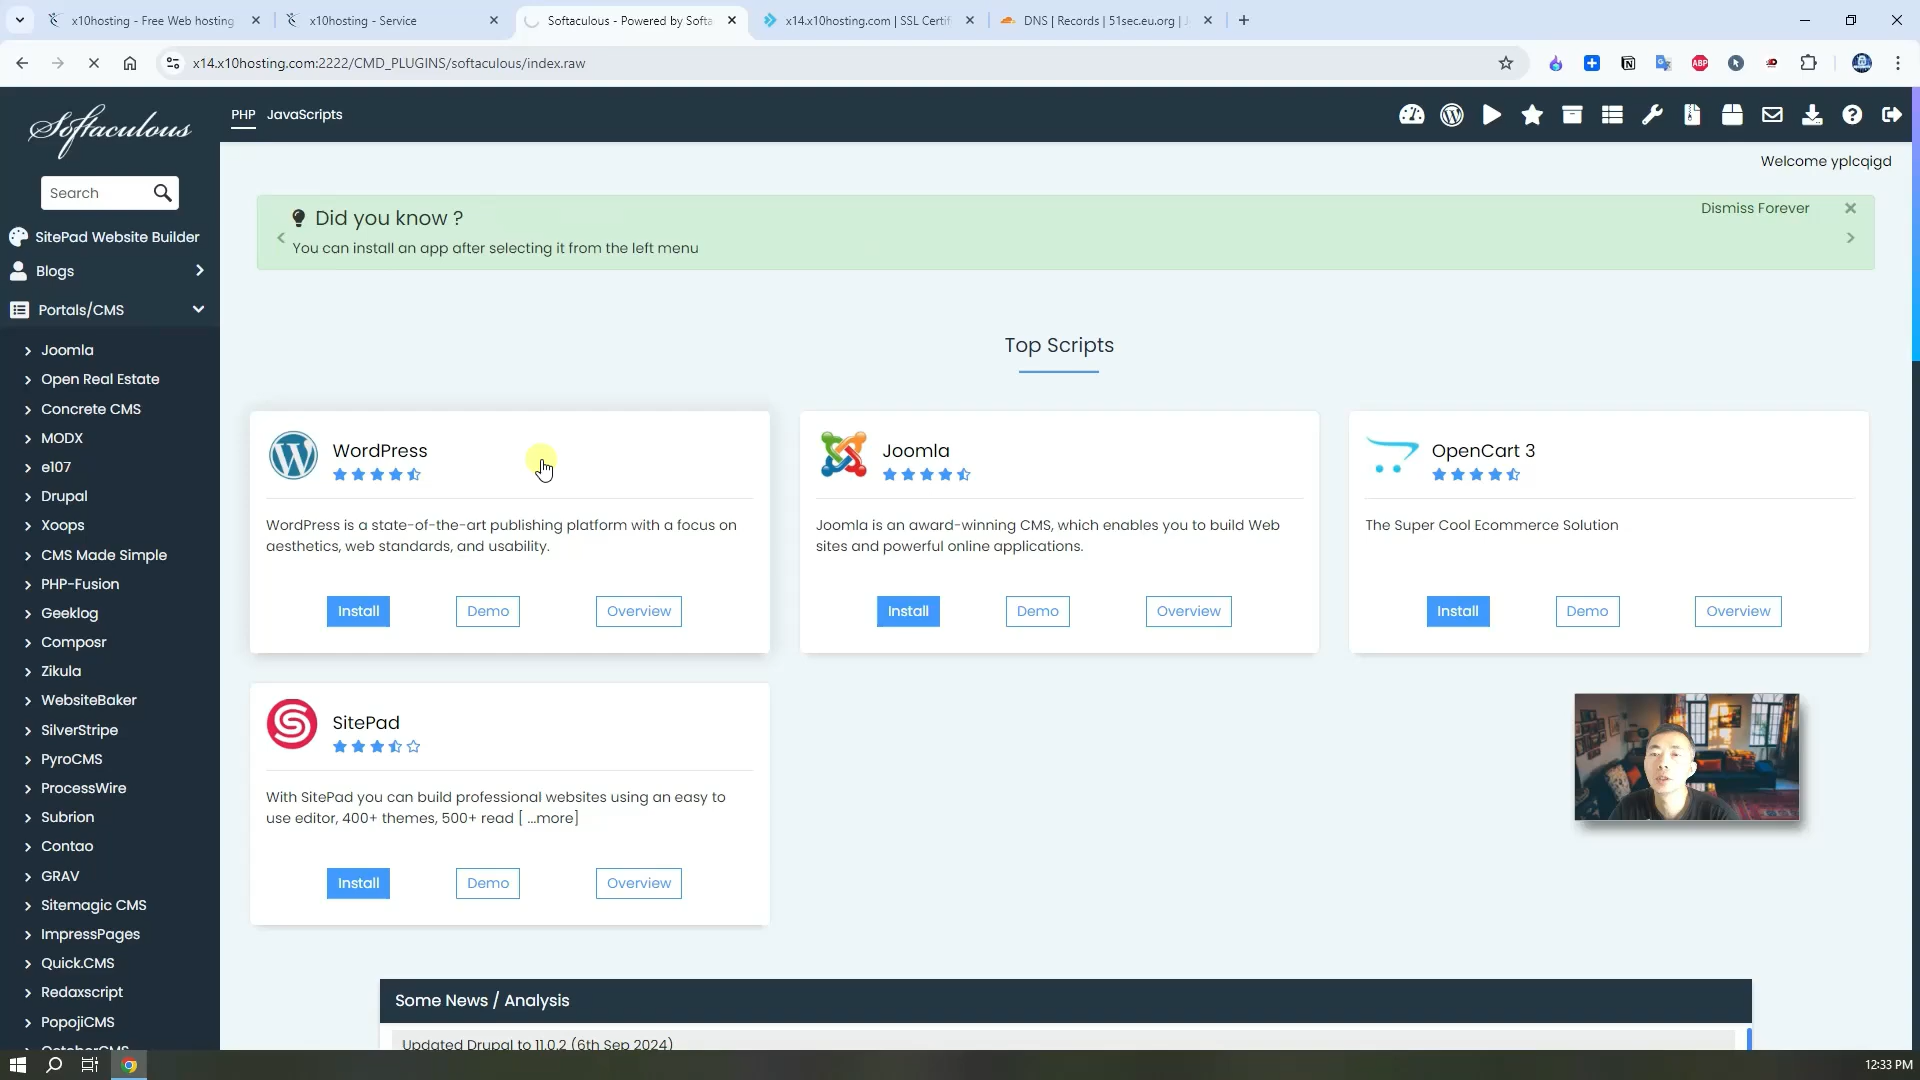 x10hosting - Free Web hosting
x10hosting - Service
Softaculous - Powered by Softa
x14.x10hosting.com | SSL Certifi
DNS | Records | 51sec.eu.org | J
x14.x10hosting.com:2222/CMD_PLUGINS/softaculous/index.raw
ABP
Softaculous
PHP
JavaScripts
Welcome yplcqigd
Search
SitePad Website Builder
Blogs
Portals/CMS
Joomla
Open Real Estate
Concrete CMS
MODX
e107
Drupal
Xoops
CMS Made Simple
PHP-Fusion
Geeklog
Composr
Zikula
WebsiteBaker
SilverStripe
PyroCMS
ProcessWire
Subrion
Contao
GRAV
Sitemagic CMS
ImpressPages
Quick.CMS
Redaxscript
PopojiCMS
OctoberCMS
Did you know ?
Dismiss Forever
You can install an app after selecting it from the left menu
Top Scripts
WordPress
WordPress is a state-of-the-art publishing platform with a focus on
aesthetics, web standards, and usability.
Install
Demo
Overview
Joomla
Joomla is an award-winning CMS, which enables you to build Web
sites and powerful online applications.
Install
Demo
Overview
OpenCart 3
The Super Cool Ecommerce Solution
Install
Demo
Overview
SitePad
With SitePad you can build professional websites using an easy to
use editor, 400+ themes, 500+ read [ ...more]
Install
Demo
Overview
Some News / Analysis
Updated Drupal to 11.0.2 (6th Sep 2024)
12:33 PM